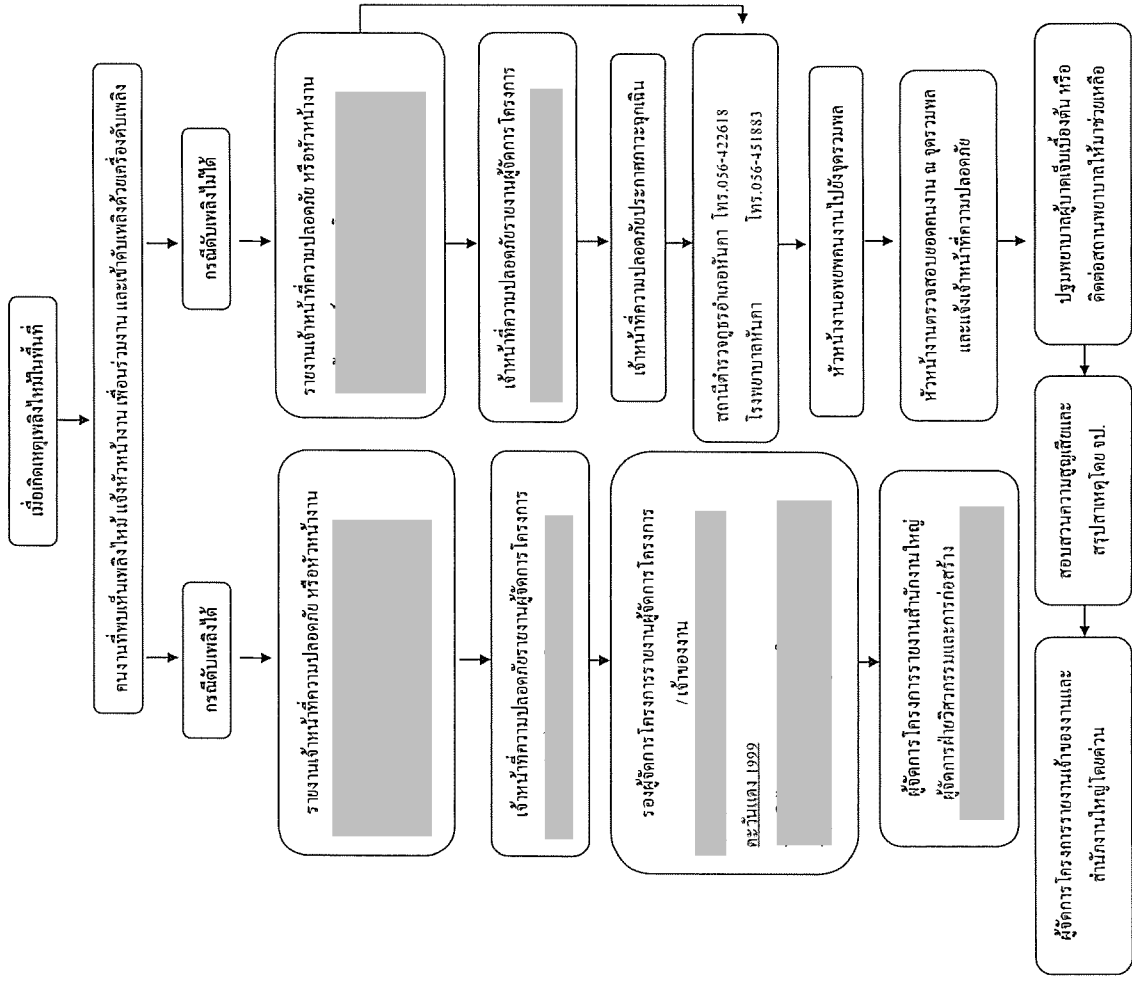 เมื่อเกิดเหตุเพลิงไหม้ในพื้นที่
คนงานที่พบเห็นเพลิงไหม้ แจ้งหัวหน้างาน เพื่อนร่วมงาน และเข้าดับเพลิงด้วยเครื่องดับเพลิง
กรณีดับเพลิงได้
รายงานเจ้าหน้าที่ความปลอดภัย หรือหัวหน้างาน
เจ้าหน้าที่ความปลอดภัยรายงานผู้จัดการโครงการ
รองผู้จัดการโครงการรายงานผู้จัดการโครงการ
/เจ้าของงาน
ตะวันแดง 1999
ผู้จัดการโครงการรายงานสำนักงานใหญ่
ผู้จัดการฝ่ายวิศวกรรมและการก่อสร้าง
กรณีดับเพลิงไม่ได้
รายงานเจ้าหน้าที่ความปลอดภัย หรือหัวหน้างาน
เจ้าหน้าที่ความปลอดภัยรายงานผู้จัดการโครงการ
เจ้าหน้าที่ความปลอดภัยประกาศภาวะฉุกเฉิน
สถานีตำรวจภูธรอำเภอหันคา โทร.056-422618
โรงพยาบาลหันคา โทร.056-451883
หัวหน้างานอพยพคนงานไปยังจุดรวมพล
หัวหน้างานตรวจสอบยอดคนงาน ณ จุดรวมพล
และแจ้งเจ้าหน้าที่ความปลอดภัย
ปฐมพยาบาลผู้บาดเจ็บเบื้องต้น หรือ
ติดต่อสถานพยาบาลให้มาช่วยเหลือ
สอบสวนความสูญเสียและ
สรุปสาเหตุโดย จป.
ผู้จัดการโครงการรายงานเจ้าของงานและ
สำนักงานใหญ่โดยด่วน